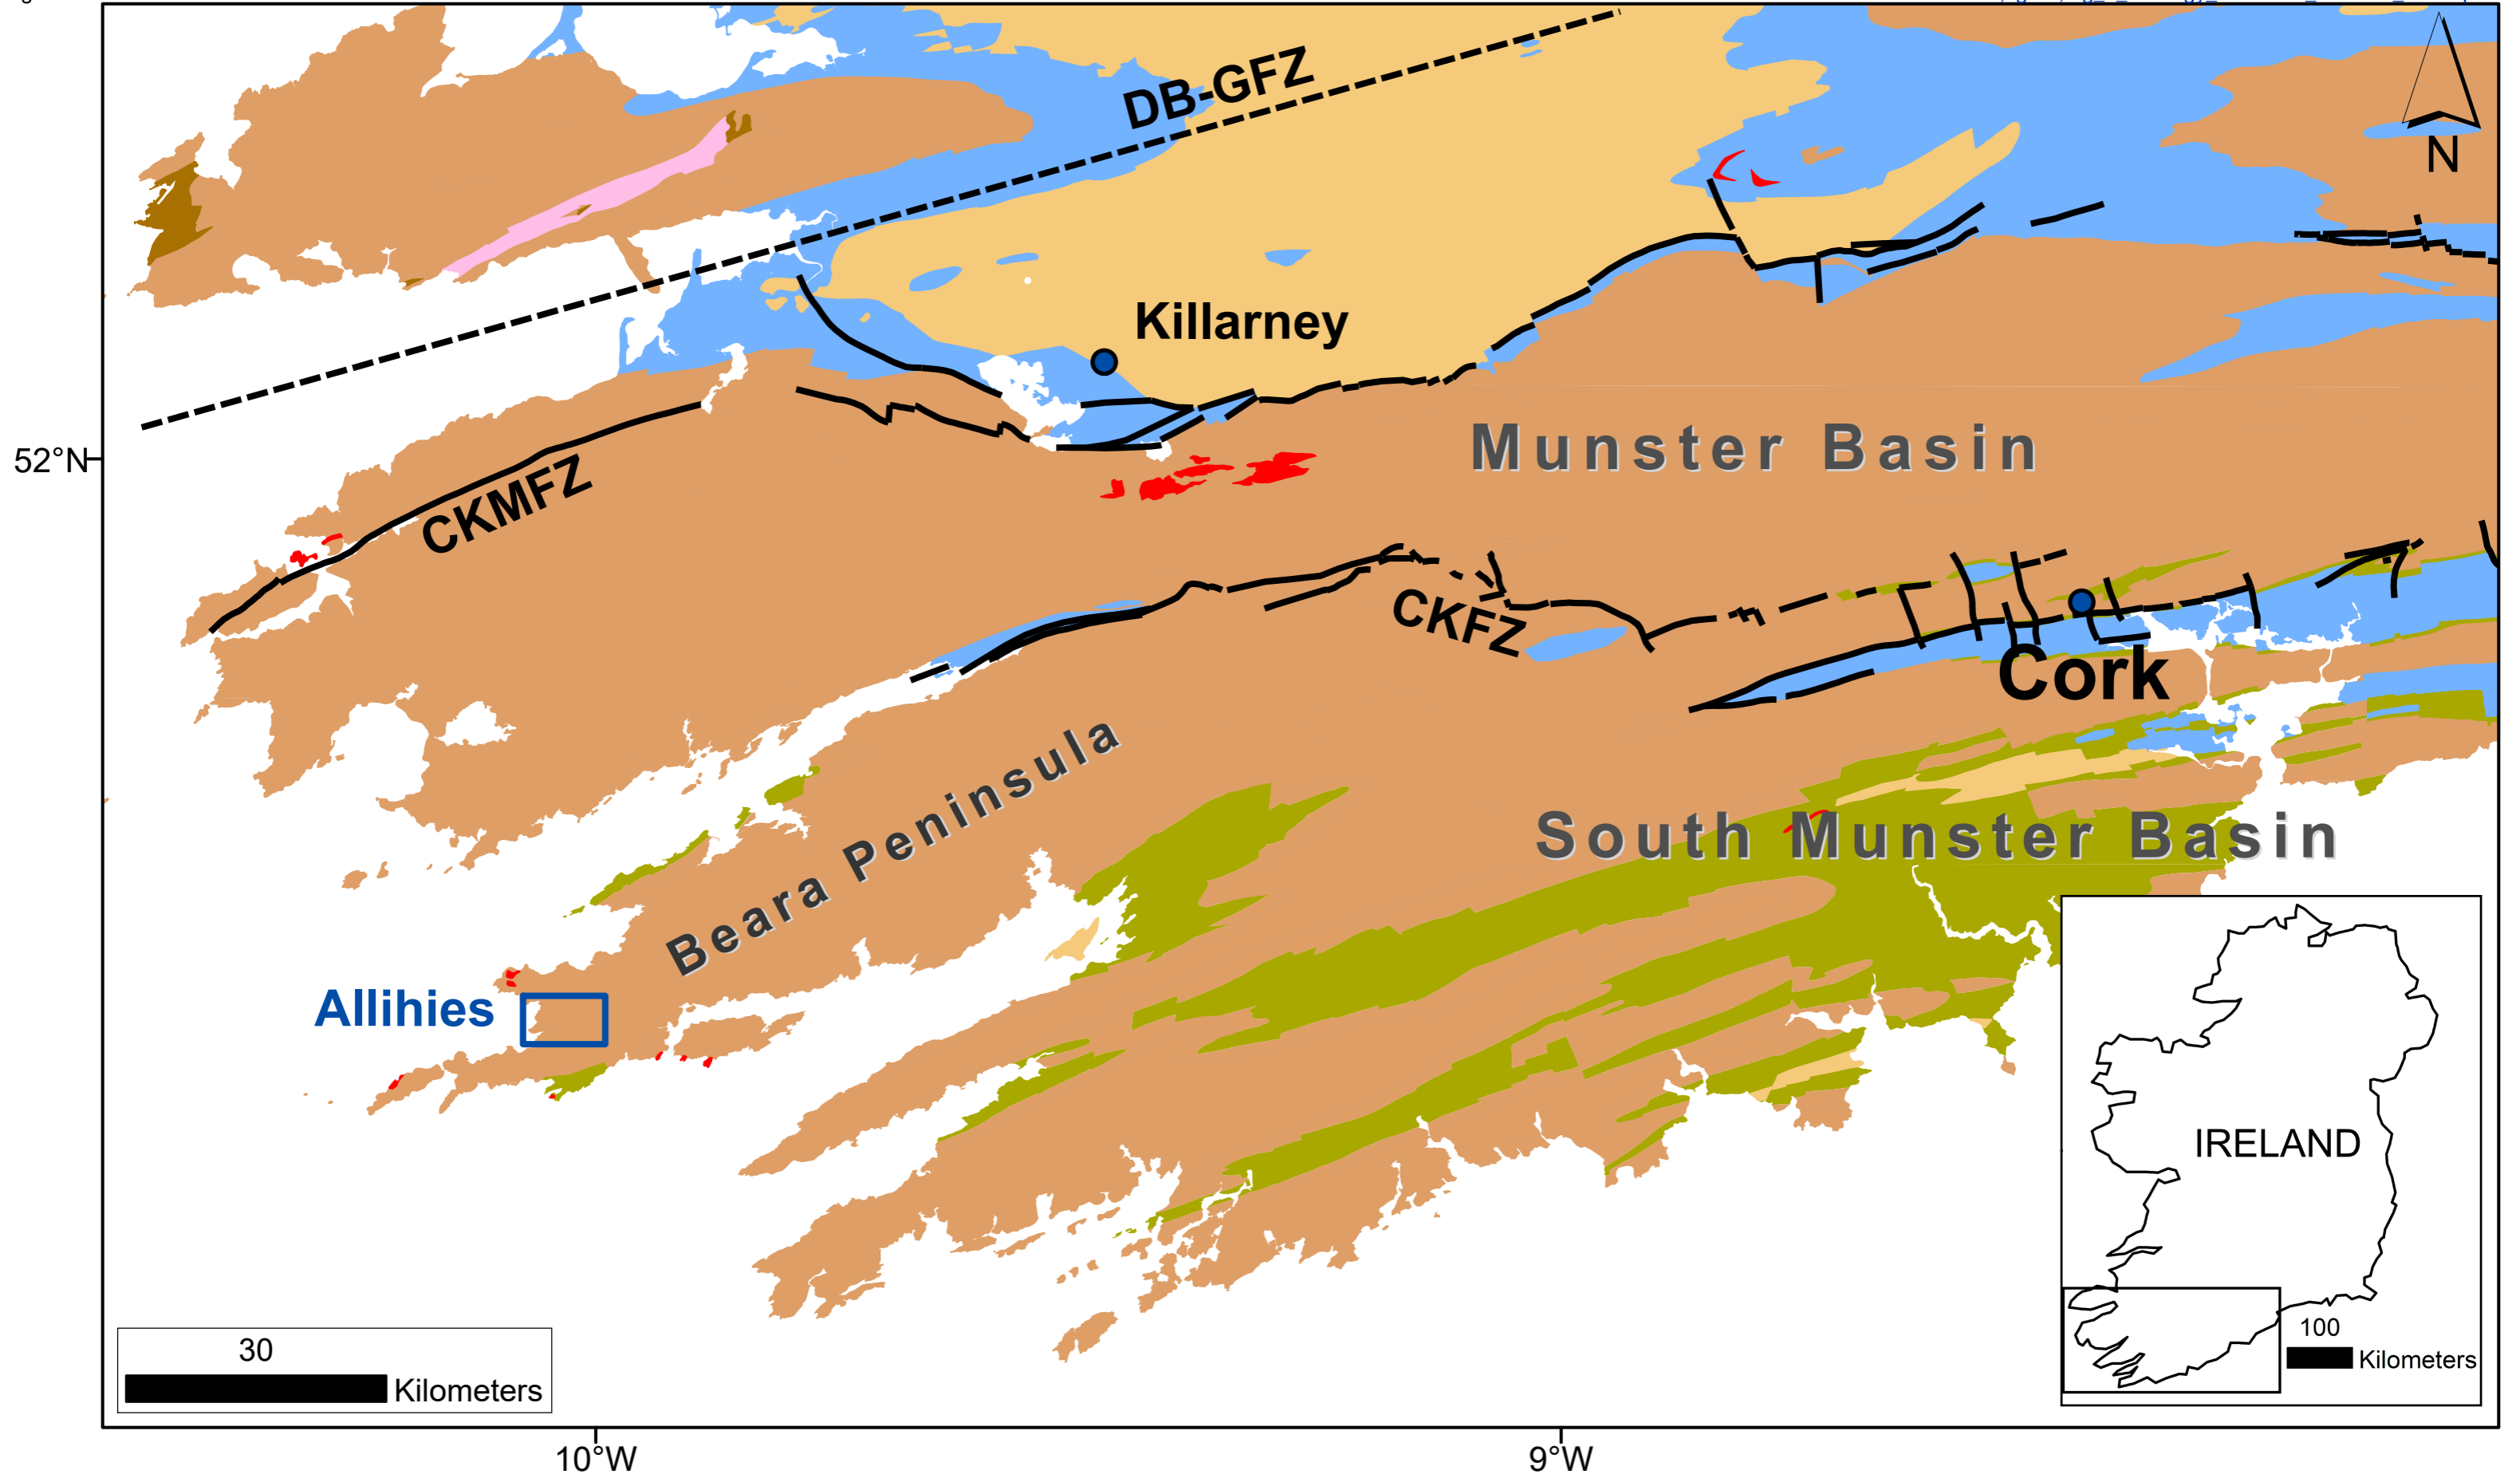 DB-GFZ
N
Killarney
Munster Basin
52°N
CKMFZ
CKFZ
Cork
Beara Peninsula
South Munster Basin
Allihies
IRELAND
100
Kilometers
30
Kilometers
10°W
9°W